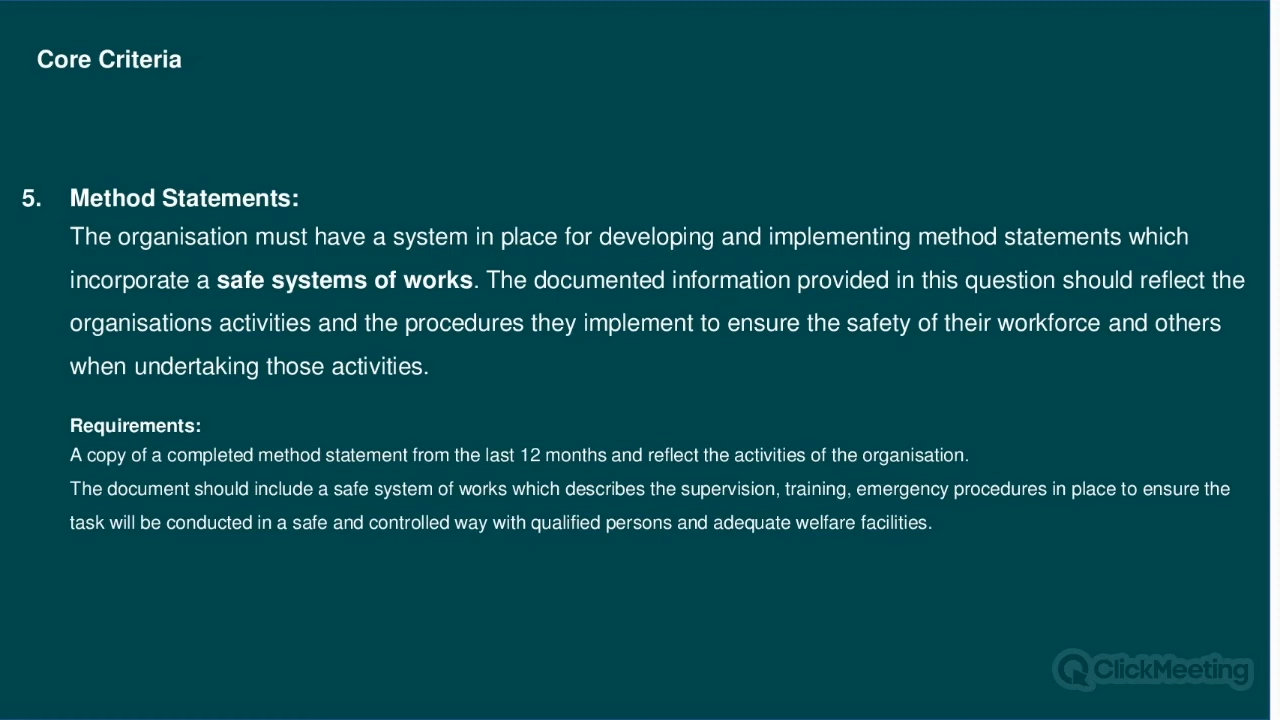 Core Criteria
5. Method Statements:
The organisation must have a system in place for developing and implementing method statements which
incorporate a safe systems of works. The documented information provided in this question should reflect the
organisations activities and the procedures they implement to ensure the safety of their workforce and others
when undertaking those activities.
Requirements:
A copy of a completed method statement from the last 12 months and reflect the activities of the organisation.
The document should include a safe system of works which describes the supervision, training, emergency procedures in place to ensure the
task will be conducted in a safe and controlled way with qualified persons and adequate welfare facilities.
ClickMeeting